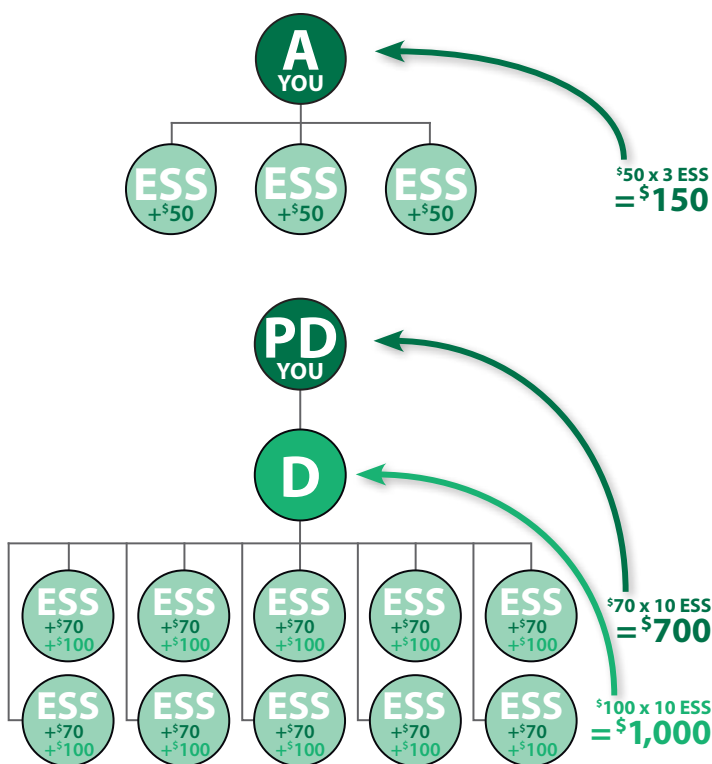 A
YOU
ESS ESS ESS
+$50 +$50 +$50
$50 x 3 ESS
=$150
PD
YOU
D
ESS ESS ESS ESS ESS
+$70 +$70 +$70 +$70 +$70
+$100 +$100 +$100 +$100 +$100
$70 x 10 ESS
=$700
ESS ESS ESS ESS ESS
+$70 +$70 +$70 +$70 +$70
+$100 +$100 +$100 +$100 +$100
$100 x 10 ESS
=$1,000